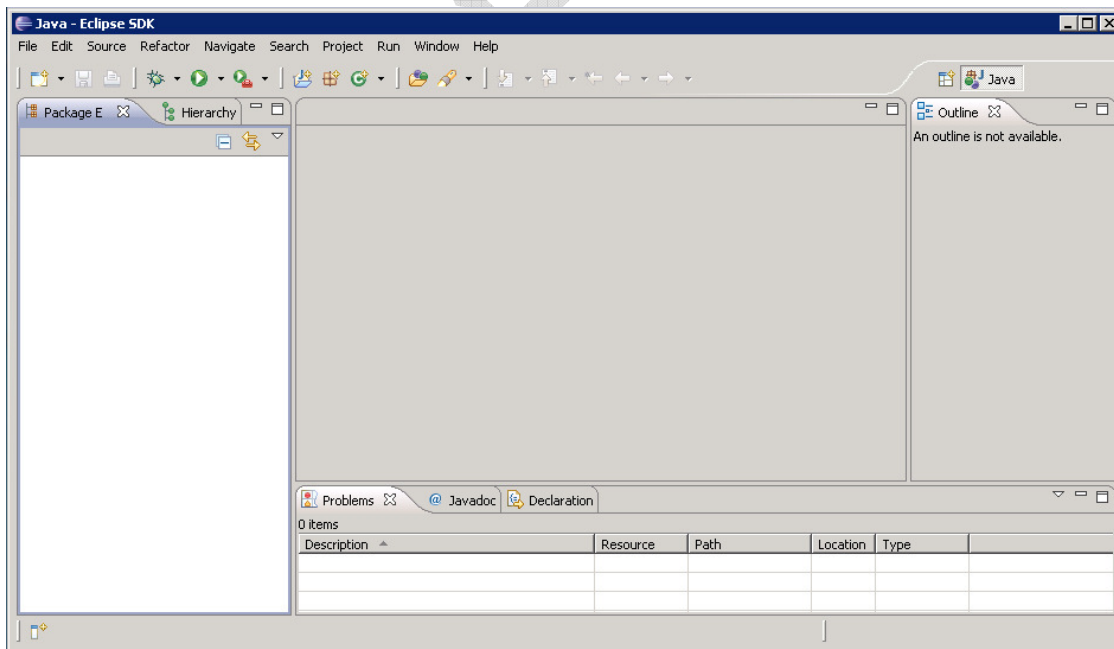 Java - Eclipse SDK
File Edit Source Refactor Navigate Search Project Run Window Help
Java
Package E Hierarchy
Outline
An outline is not available.
Problems @ Javadoc Declaration
0 items
Description Resource Path Location Type